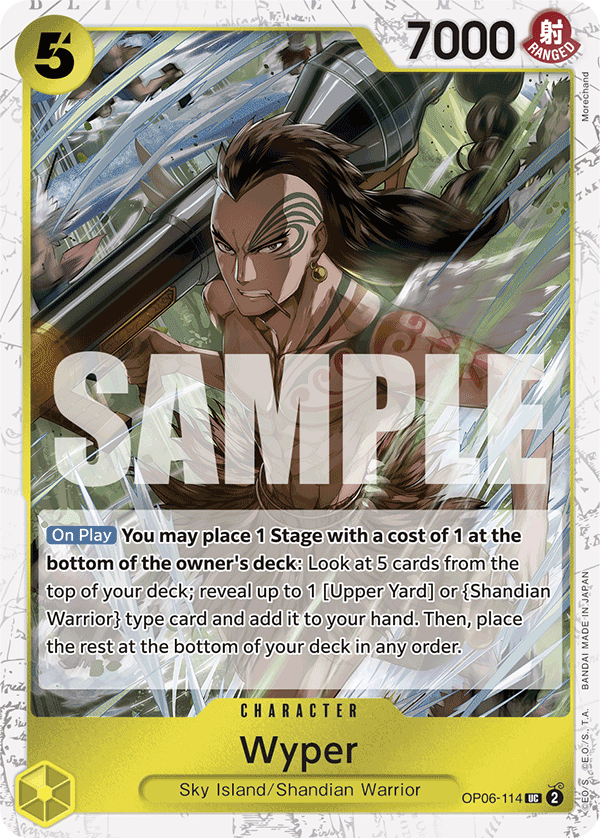 5
7000
射
RANGED
Morechand
SAMPLE
On Play You may place 1 Stage with a cost of 1 at the
bottom of the owner's deck: Look at 5 cards from the
top of your deck; reveal up to 1 [Upper Yard] or {Shandian
Warrior} type card and add it to your hand. Then, place
the rest at the bottom of your deck in any order.
CHARACTER
Wyper
Sky Island/Shandian Warrior
OP06-114 UC 2
©E.O./S.,T.A. BANDAI MADE IN JAPAN